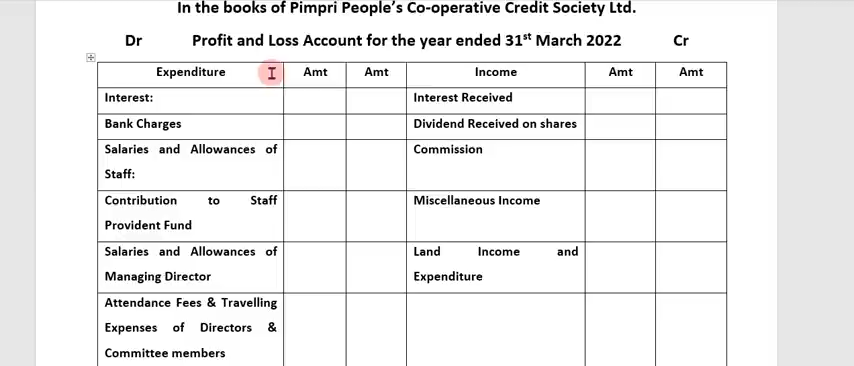 In the books of Pimpri People's Co-operative Credit Society Ltd.
Dr Profit and Loss Account for the year ended 31st March 2022 Cr
Expenditure Amt Amt Income Amt Amt
Interest: Interest Received
Bank Charges Dividend Received on shares
Salaries and Allowances of Commission
Staff:
Contribution to Staff Miscellaneous Income
Provident Fund
Salaries and Allowances of Land Income and
Managing Director Expenditure
Attendance Fees & Travelling
Expenses of Directors &
Committee members